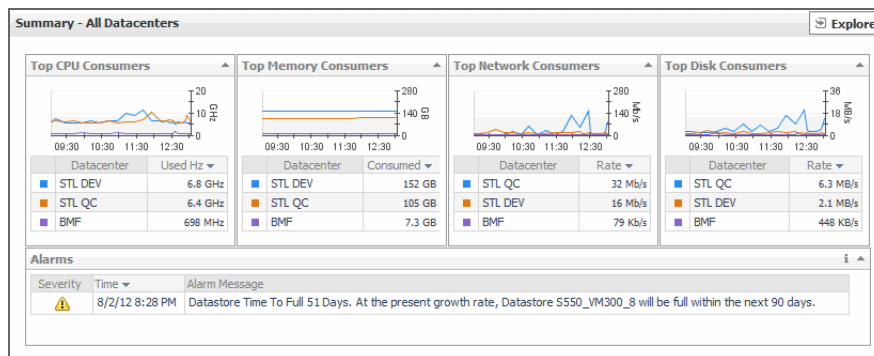 Summary - All Datacenters
Explore
Top CPU Consumers
20
10
0
GHz
09:30 10:30 11:30 12:30
Datacenter Used Hz
STL DEV 6.8 GHz
STL QC 6.4 GHz
BMF 698 MHz
Top Memory Consumers
280
140
0
GB
09:30 10:30 11:30 12:30
Datacenter Consumed
STL DEV 152 GB
STL QC 105 GB
BMF 7.3 GB
Top Network Consumers
280
140
0
Mb/s
09:30 10:30 11:30 12:30
Datacenter Rate
STL QC 32 Mb/s
STL DEV 16 Mb/s
BMF 79 Kb/s
Top Disk Consumers
36
18
0
MB/s
09:30 10:30 11:30 12:30
Datacenter Rate
STL QC 6.3 MB/s
STL DEV 2.1 MB/s
BMF 448 KB/s
Alarms
Severity Time Alarm Message
8/2/12 8:28 PM Datastore Time To Full 51 Days. At the present growth rate, Datastore S550_VM300_8 will be full within the next 90 days.